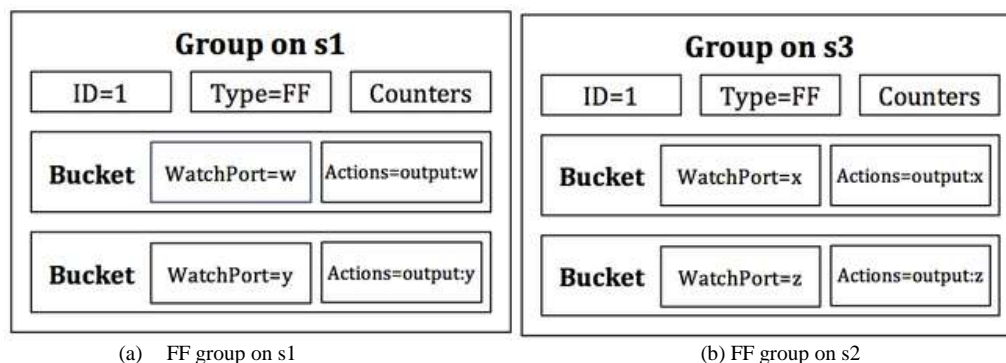 Group on s1
ID=1 Type=FF Counters
Bucket WatchPort=w Actions=output:w
Bucket WatchPort=y Actions=output:y
(a) FF group on s1
Group on s3
ID=1 Type=FF Counters
Bucket WatchPort=x Actions=output:x
Bucket WatchPort=z Actions=output:z
(b) FF group on s2